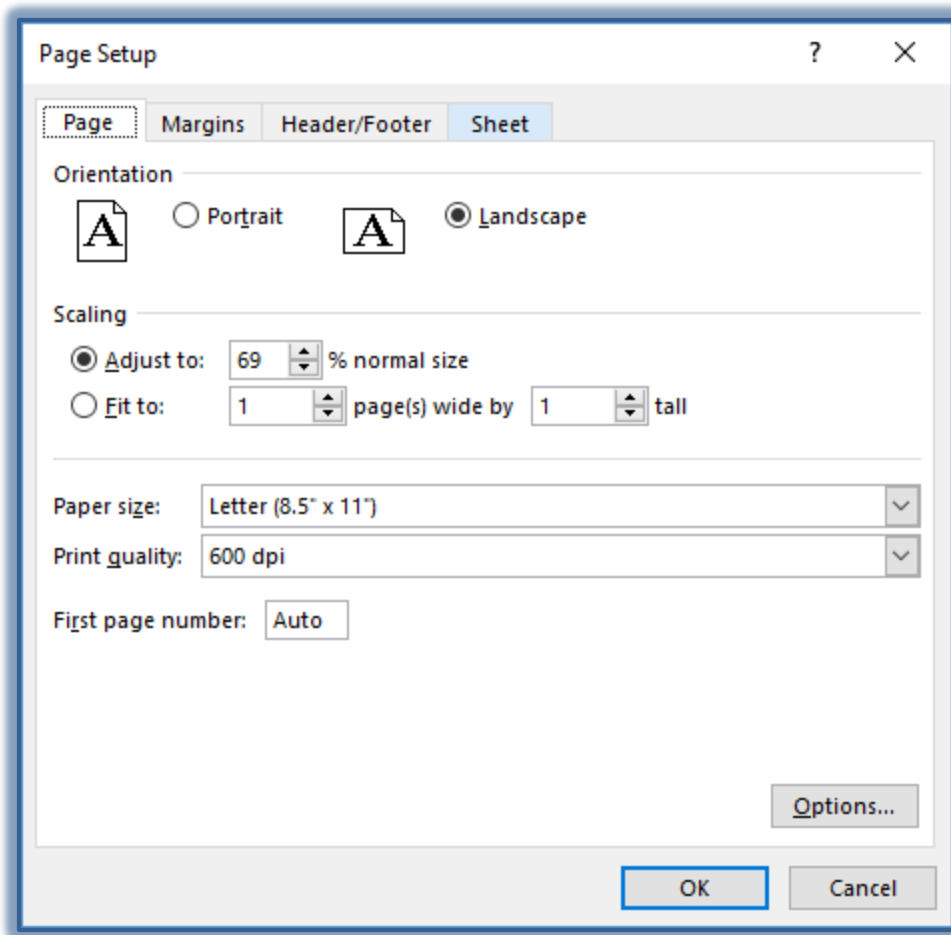 Page Setup ? X
Page Margins Header/Footer Sheet
Orientation
A Portrait A Landscape
Scaling
Adjust to: 69 % normal size
Fit to: 1 page(s) wide by 1 tall
Paper size: Letter (8.5" x 11")
Print quality: 600 dpi
First page number: Auto
Options...
OK Cancel